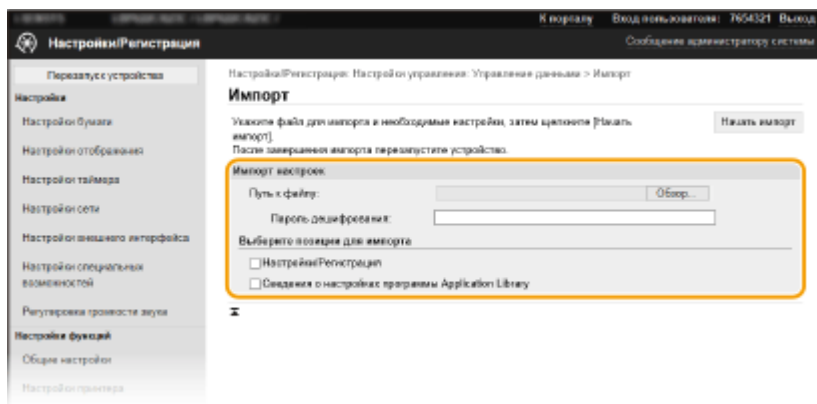 К порталу Вход пользователя: 7654321 Выход
Настройки/Регистрация
Сообщение администратору системы
Перезапуск устройства
Настройки
Настройки бумаги
Настройки отображения
Настройки таймера
Настройки сети
Настройки внешнего интерфейса
Настройки специальных
возможностей
Регулировка громкости звука
Настройки функций
Общие настройки
Настройки принтера
Настройки/Регистрация: Настройки управления: Управление данными > Импорт
Импорт
Укажите файл для импорта и необходимые настройки, затем щелкните [Начать
импорт].
После завершения импорта перезапустите устройство.
Начать импорт
Импорт настроек
Путь к файлу:
Обзор...
Пароль дешифрования:
Выберите позиции для импорта
Настройки/Регистрация
Сведения о настройках программы Application Library